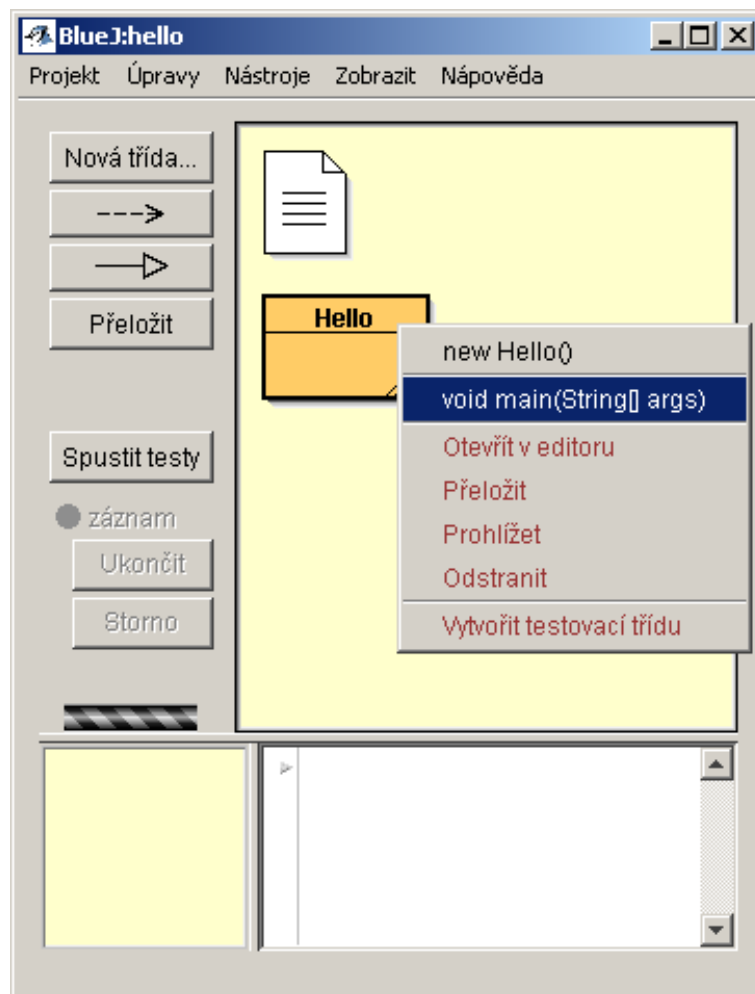 BlueJ:hello
Projekt Úpravy Nástroje Zobrazit Nápověda
Nová třída...
Přeložit
Spustit testy
záznam
Ukončit
Storno
Hello
new Hello()
void main(String[] args)
Otevřít v editoru
Přeložit
Prohlížet
Odstranit
Vytvořit testovací třídu